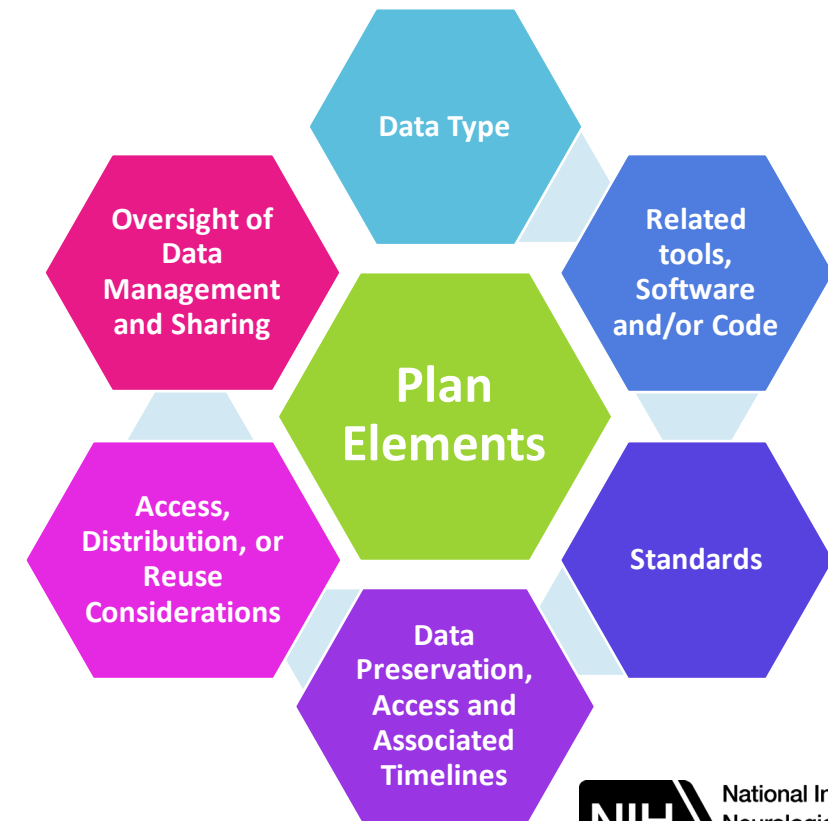 Data Type
Oversight of
Data
Management
and Sharing
Related
tools,
Software
and/or Code
Plan
Elements
Access,
Distribution, or
Reuse
Considerations
Standards
Data
Preservation,
Access and
Associated
Timelines
NIH
National